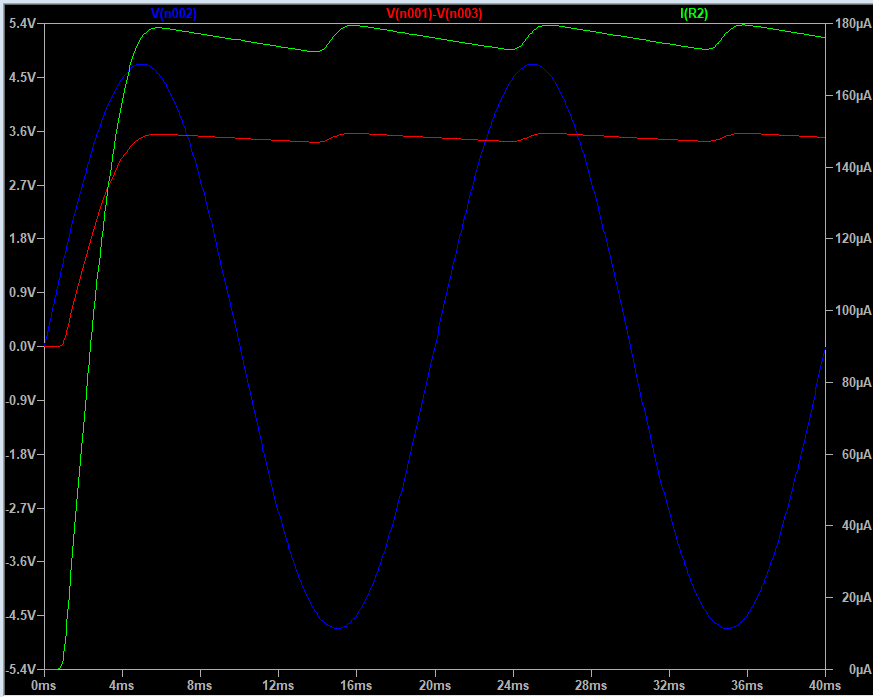 V(n002) V(n001)-V(n003) I(R2)
5.4V 180µA
4.5V 160µA
3.6V 140µA
2.7V 120µA
1.8V 100µA
0.9V 80µA
0.0V 60µA
-0.9V 40µA
-1.8V 20µA
-2.7V 0µA
-3.6V
-4.5V
-5.4V
0ms 4ms 8ms 12ms 16ms 20ms 24ms 28ms 32ms 36ms 40ms